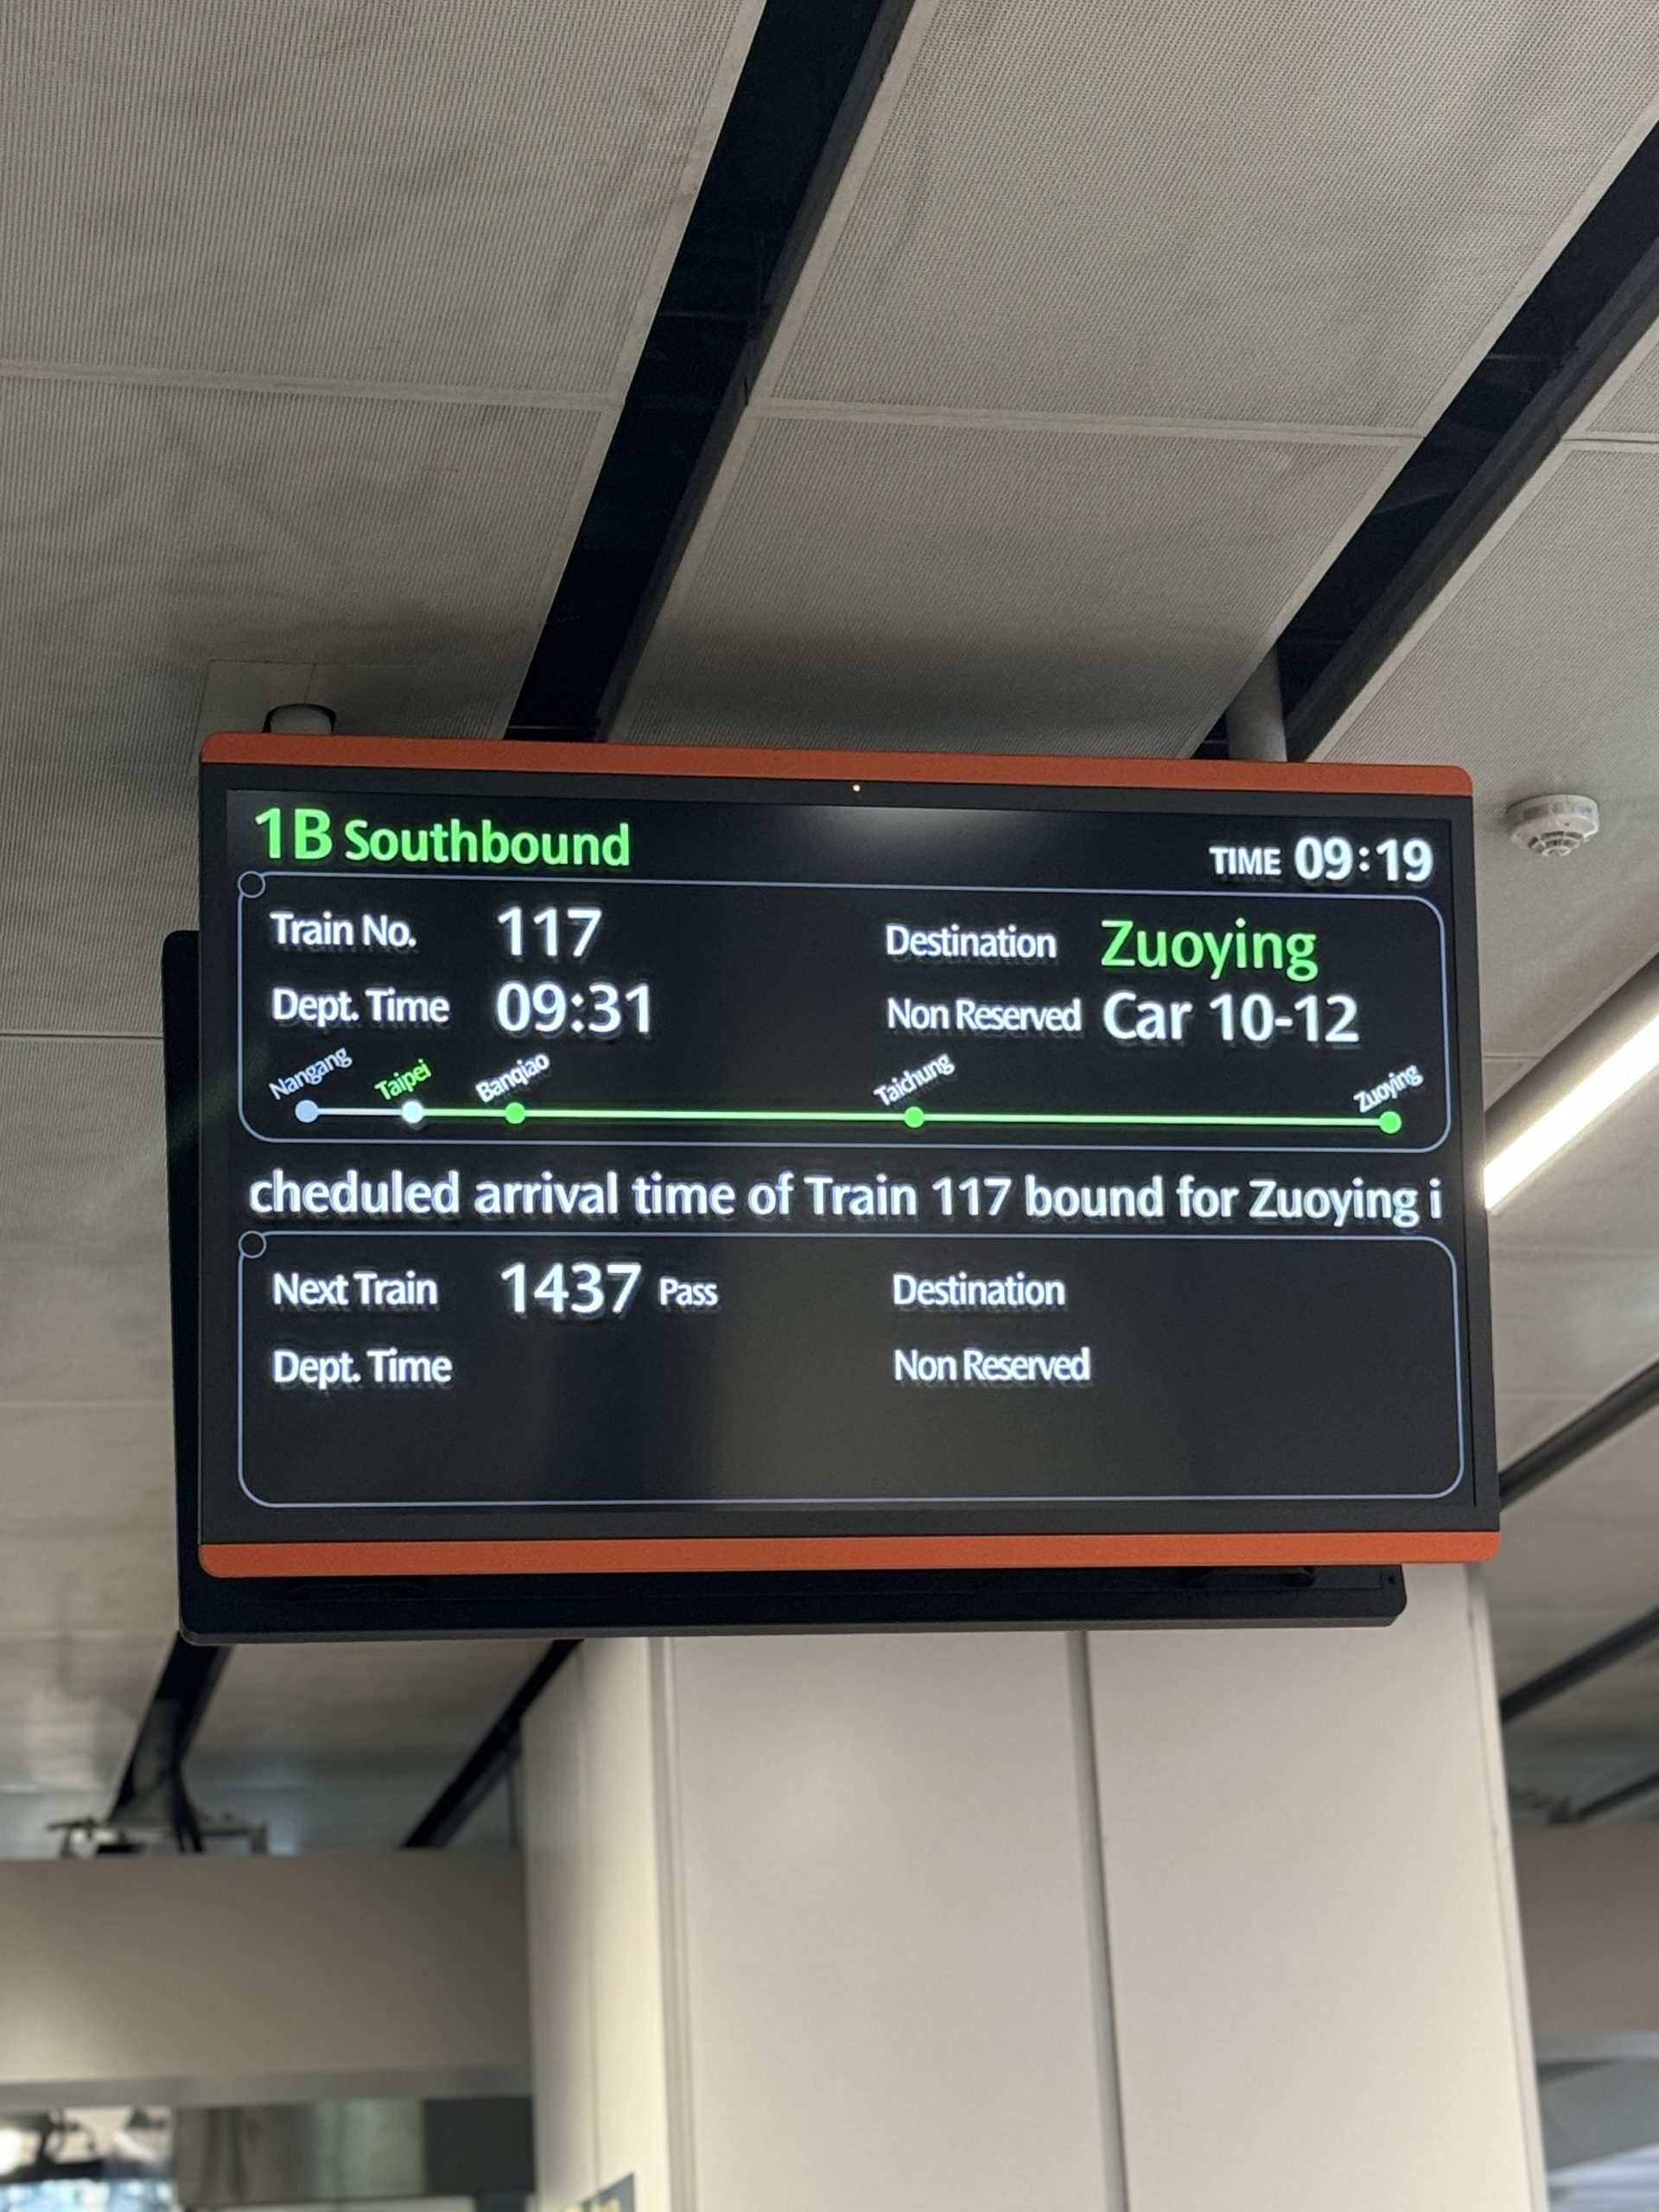 1B Southbound TIME 09:19
Train No. 117 Destination Zuoying
Dept. Time 09:31 Non Reserved Car 10-12
Nangang Taipei Banqiao Taichung Zuoying
cheduled arrival time of Train 117 bound for Zuoying i
Next Train 1437 Pass Destination
Dept. Time Non Reserved